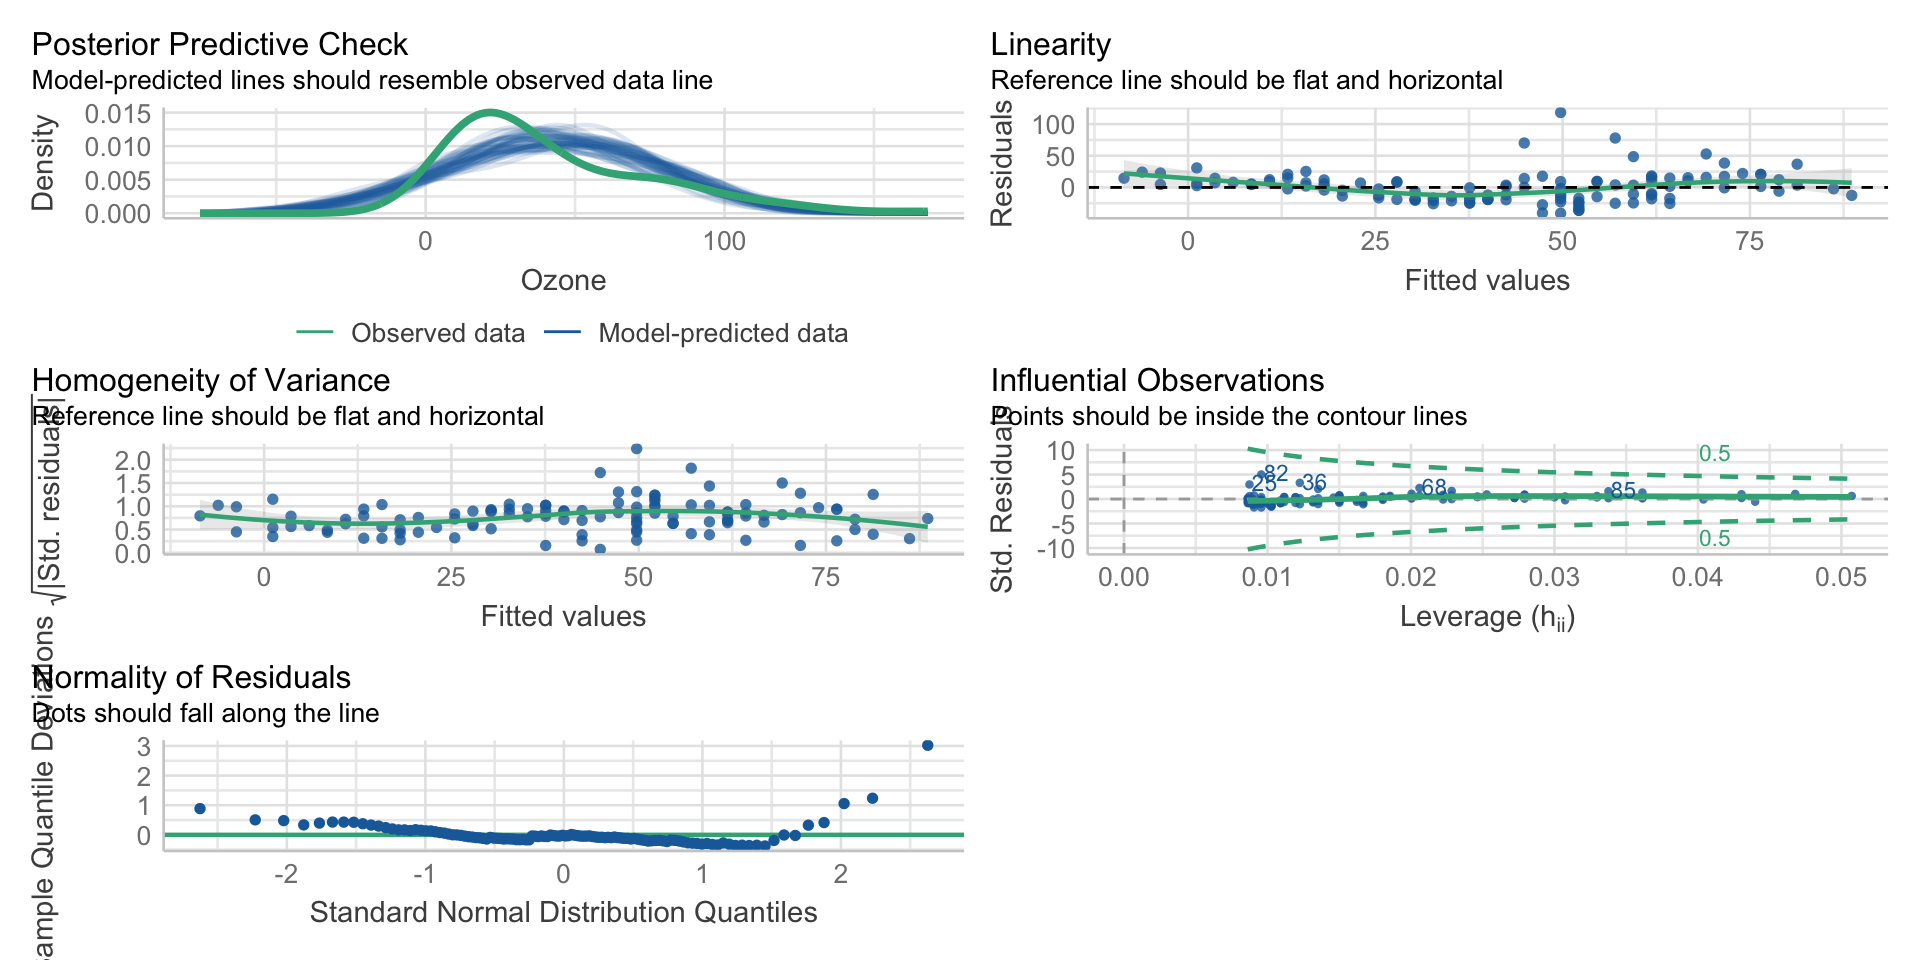 Posterior Predictive Check
Model-predicted lines should resemble observed data line
Density
0.015
0.010
0.005
0.000
0
100
Ozone
Observed data
Model-predicted data
Linearity
Reference line should be flat and horizontal
Residuals
100
50
0
0
25
50
75
Fitted values
Homogeneity of Variance
Reference line should be flat and horizontal
√|Std. residuals|
2.0
1.5
1.0
0.5
0.0
0
25
50
75
Fitted values
Influential Observations
Points should be inside the contour lines
Std. Residuals
10
5
0
-5
-10
0.5
82
25
36
68
85
0.5
0.00
0.01
0.02
0.03
0.04
0.05
Leverage (hii)
Normality of Residuals
Dots should fall along the line
ample Quantile Deviations
3
2
1
0
-2
-1
0
1
2
Standard Normal Distribution Quantiles